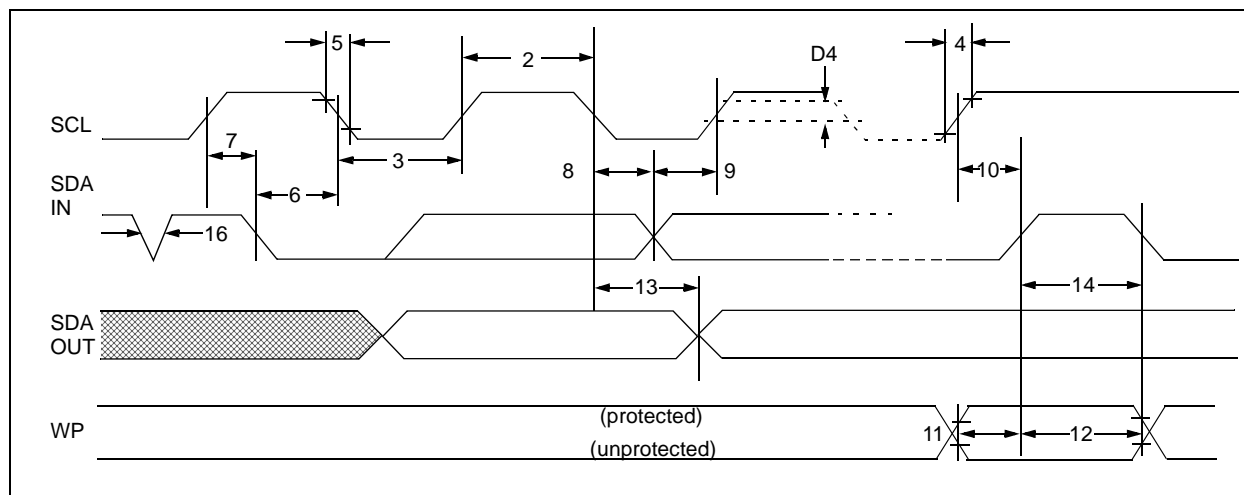 5
2
D4
4
SCL
7
3
8
9
10
SDA
IN
6
16
13
14
SDA
OUT
WP
(protected)
(unprotected)
11
12